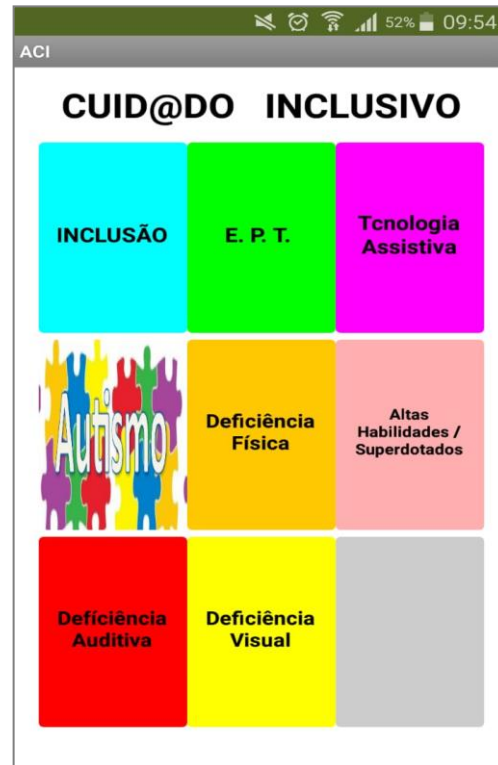 52% 09:54
ACI
CUID@DO INCLUSIVO
INCLUSÃO
E. P. T.
Tcnologia
Assistiva
Autismo
Deficiência
Física
Altas
Habilidades /
Superdotados
Defíciência
Auditiva
Deficiência
Visual